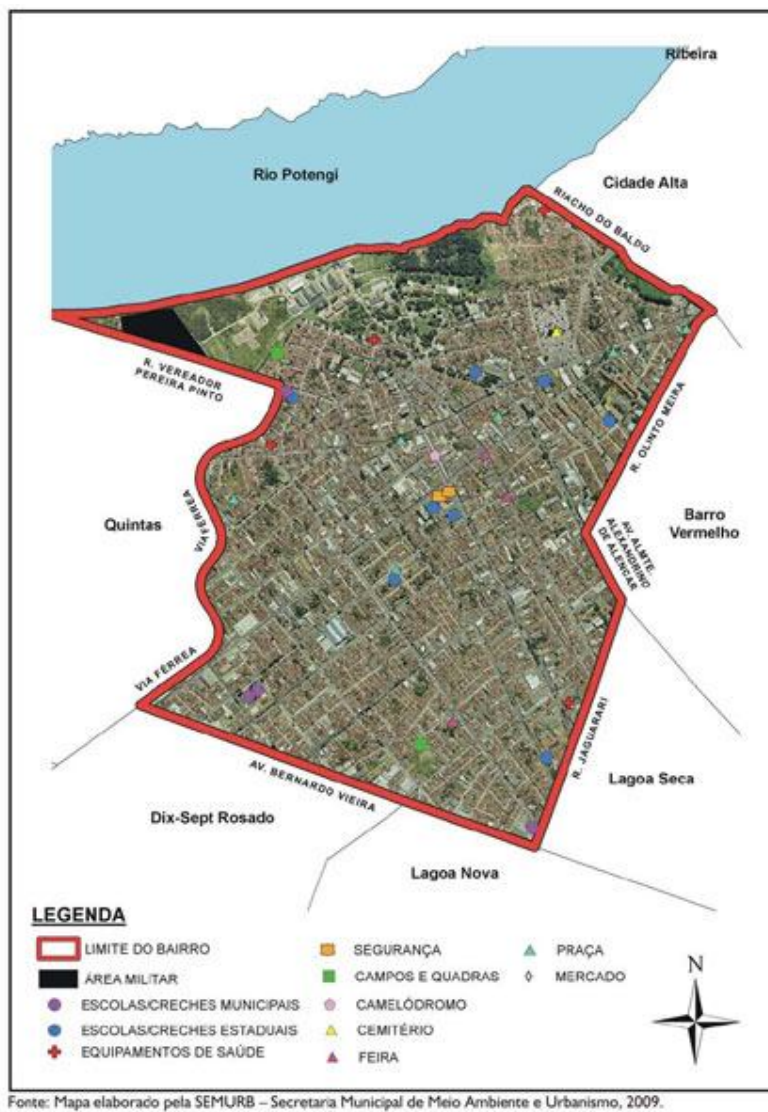 Ribeira
Rio Potengi
Cidade Alta
RIACHO DO BALDO
R. VEREADOR
PEREIRA PINTO
R. OLINTO MEIRA
Quintas
VIA FÉRREA
Barro
Vermelho
AV. ALMTE.
ALEXANDRINO
DE ALENCAR
VIA FÉRREA
R. JAGUARARI
AV. BERNARDO VIEIRA
Lagoa Seca
Dix-Sept Rosado
Lagoa Nova
LEGENDA
LIMITE DO BAIRRO
ÁREA MILITAR
ESCOLAS/CRECHES MUNICIPAIS
ESCOLAS/CRECHES ESTADUAIS
EQUIPAMENTOS DE SAÚDE
SEGURANÇA
CAMPOS E QUADRAS
CAMELÓDROMO
CEMITÉRIO
FEIRA
PRAÇA
MERCADO
N
Fonte: Mapa elaborado pela SEMURB – Secretaria Municipal de Meio Ambiente e Urbanismo, 2009.